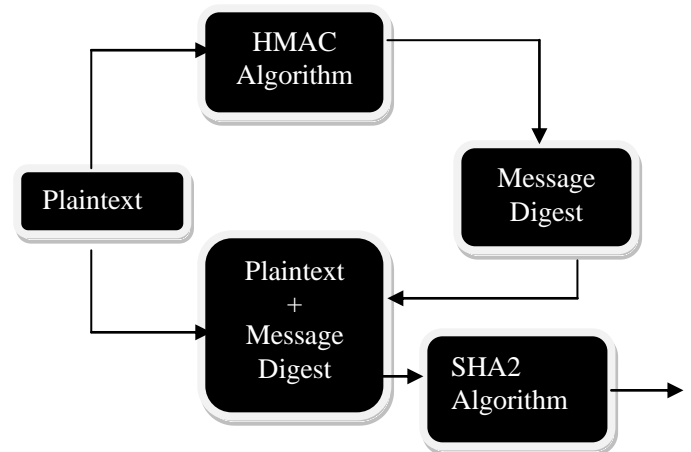 HMAC
Algorithm
Plaintext
Message
Digest
Plaintext
+
Message
Digest
SHA2
Algorithm